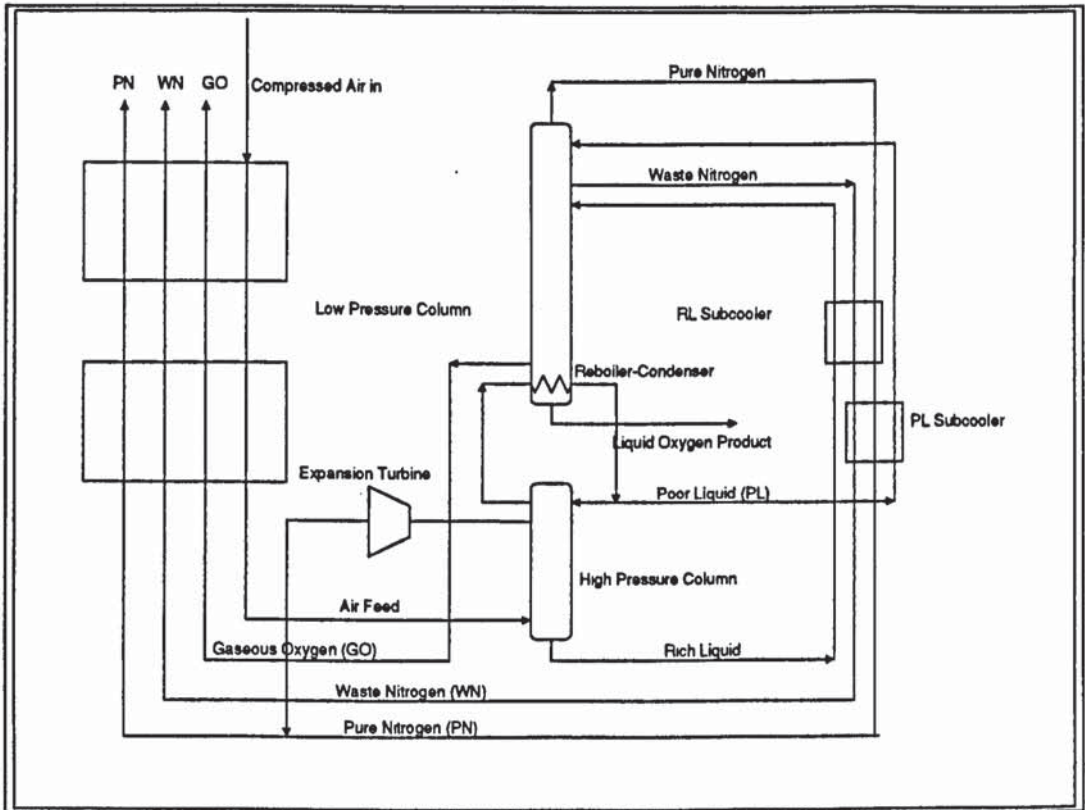 PN WN GO
Compressed Air in
Pure Nitrogen
Waste Nitrogen
Low Pressure Column
RL Subcooler
Reboiler-Condenser
PL Subcooler
Liquid Oxygen Product
Expansion Turbine
Poor Liquid (PL)
High Pressure Column
Air Feed
Gaseous Oxygen (GO)
Rich Liquid
Waste Nitrogen (WN)
Pure Nitrogen (PN)